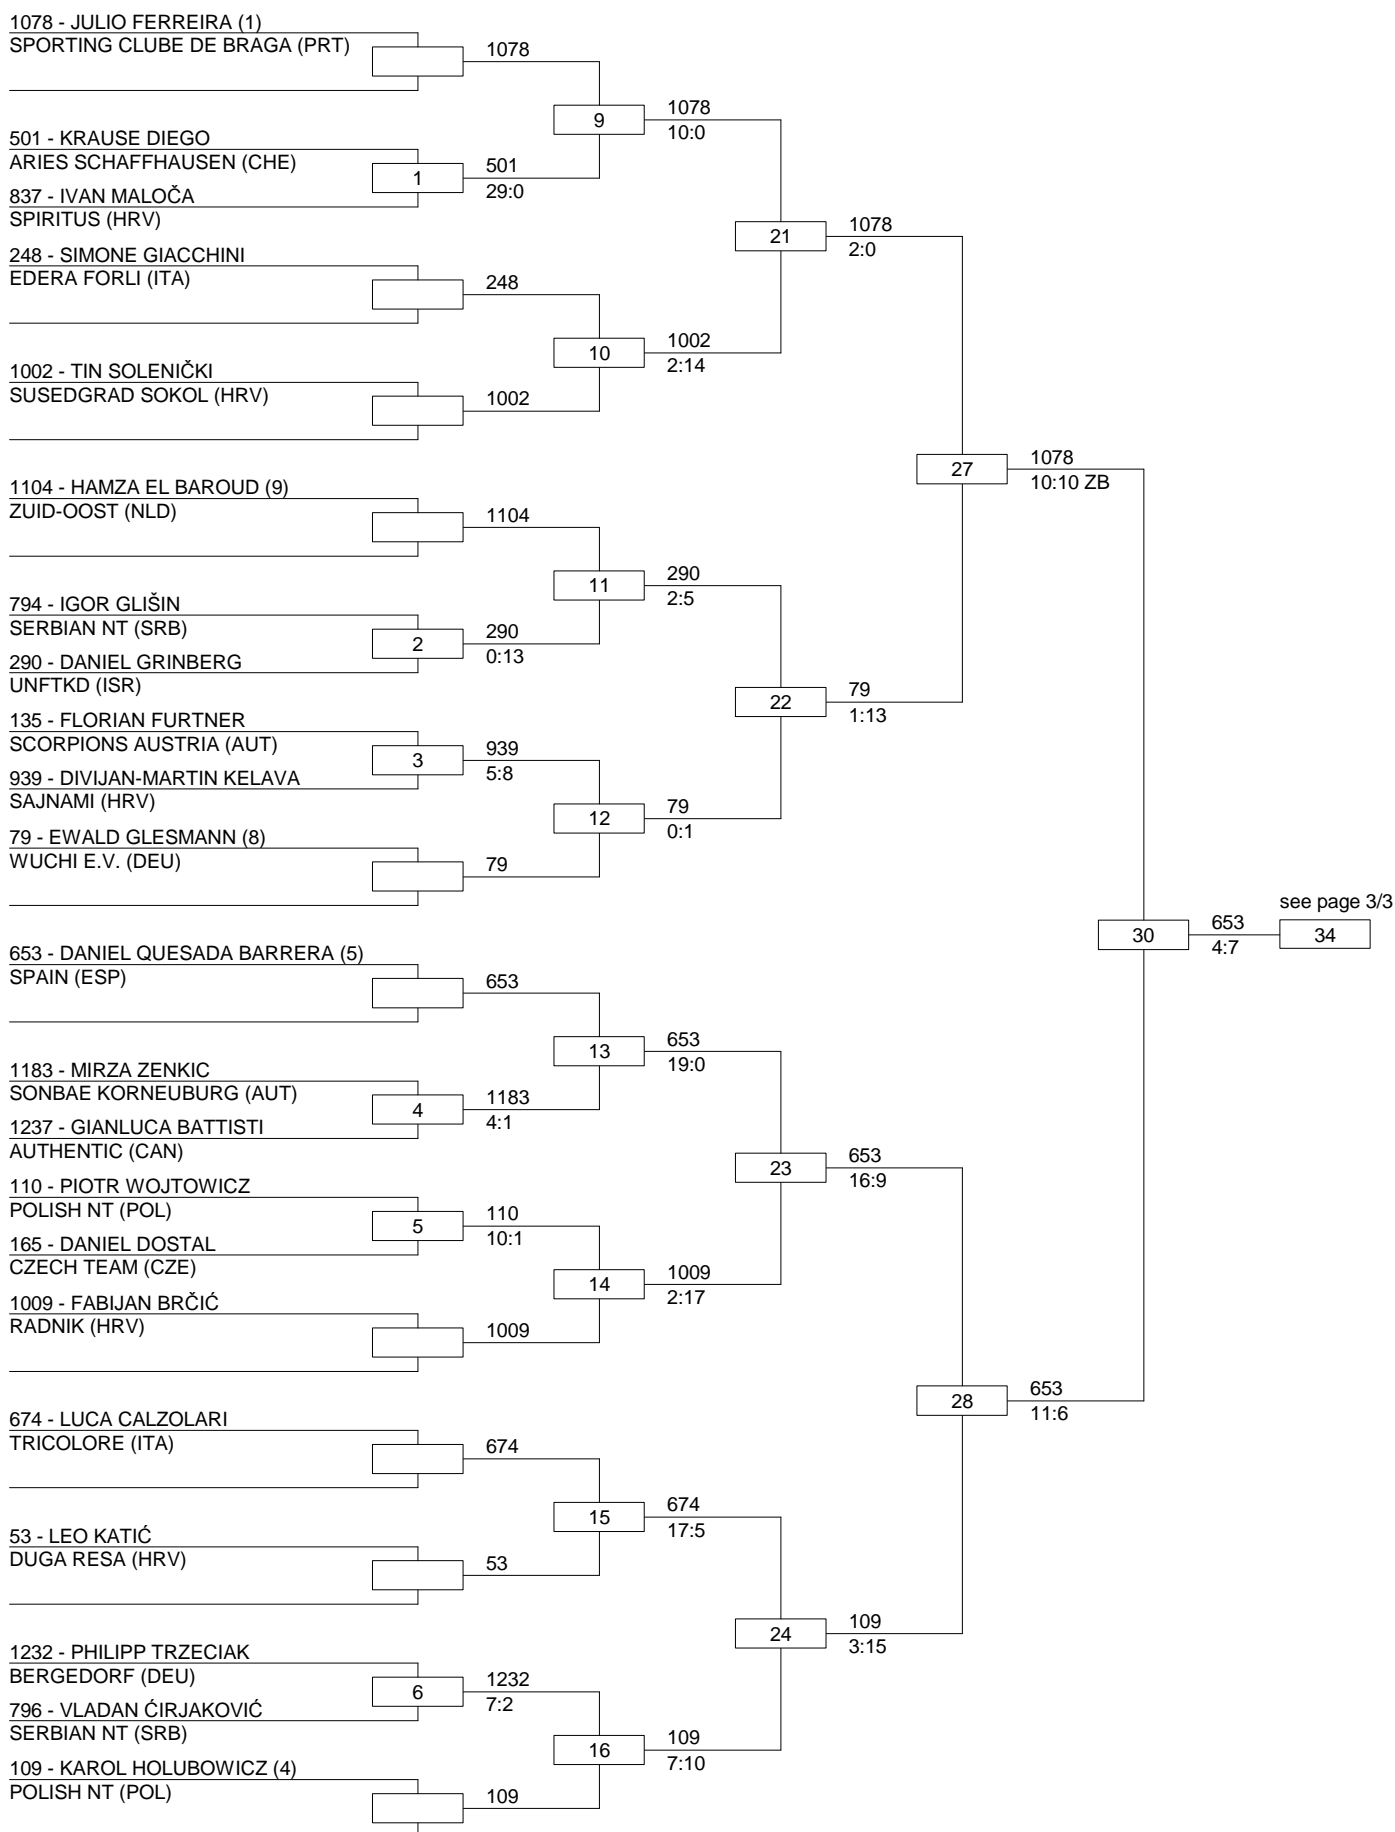 1078 - JULIO FERREIRA (1)
SPORTING CLUBE DE BRAGA (PRT)
1078
9
1078
10:0
501 - KRAUSE DIEGO
ARIES SCHAFFHAUSEN (CHE)
1
501
29:0
837 - IVAN MALOČA
SPIRITUS (HRV)
21
1078
2:0
248 - SIMONE GIACCHINI
EDERA FORLI (ITA)
248
10
1002
2:14
1002 - TIN SOLENIČKI
SUSEDGRAD SOKOL (HRV)
1002
27
1078
10:10 ZB
1104 - HAMZA EL BAROUD (9)
ZUID-OOST (NLD)
1104
11
290
2:5
794 - IGOR GLIŠIN
SERBIAN NT (SRB)
2
290
0:13
290 - DANIEL GRINBERG
UNFTKD (ISR)
22
79
1:13
135 - FLORIAN FURTNER
SCORPIONS AUSTRIA (AUT)
3
939
5:8
939 - DIVIJAN-MARTIN KELAVA
SAJNAMI (HRV)
12
79
0:1
79 - EWALD GLESMANN (8)
WUCHI E.V. (DEU)
79
see page 3/3
30
653
4:7
34
653 - DANIEL QUESADA BARRERA (5)
SPAIN (ESP)
653
13
653
19:0
1183 - MIRZA ZENKIC
SONBAE KORNEUBURG (AUT)
4
1183
4:1
1237 - GIANLUCA BATTISTI
AUTHENTIC (CAN)
23
653
16:9
110 - PIOTR WOJTOWICZ
POLISH NT (POL)
5
110
10:1
165 - DANIEL DOSTAL
CZECH TEAM (CZE)
14
1009
2:17
1009 - FABIJAN BRČIĆ
RADNIK (HRV)
1009
28
653
11:6
674 - LUCA CALZOLARI
TRICOLORE (ITA)
674
15
674
17:5
53 - LEO KATIĆ
DUGA RESA (HRV)
53
24
109
3:15
1232 - PHILIPP TRZECIAK
BERGEDORF (DEU)
6
1232
7:2
796 - VLADAN ĆIRJAKOVIĆ
SERBIAN NT (SRB)
16
109
7:10
109 - KAROL HOLUBOWICZ (4)
POLISH NT (POL)
109